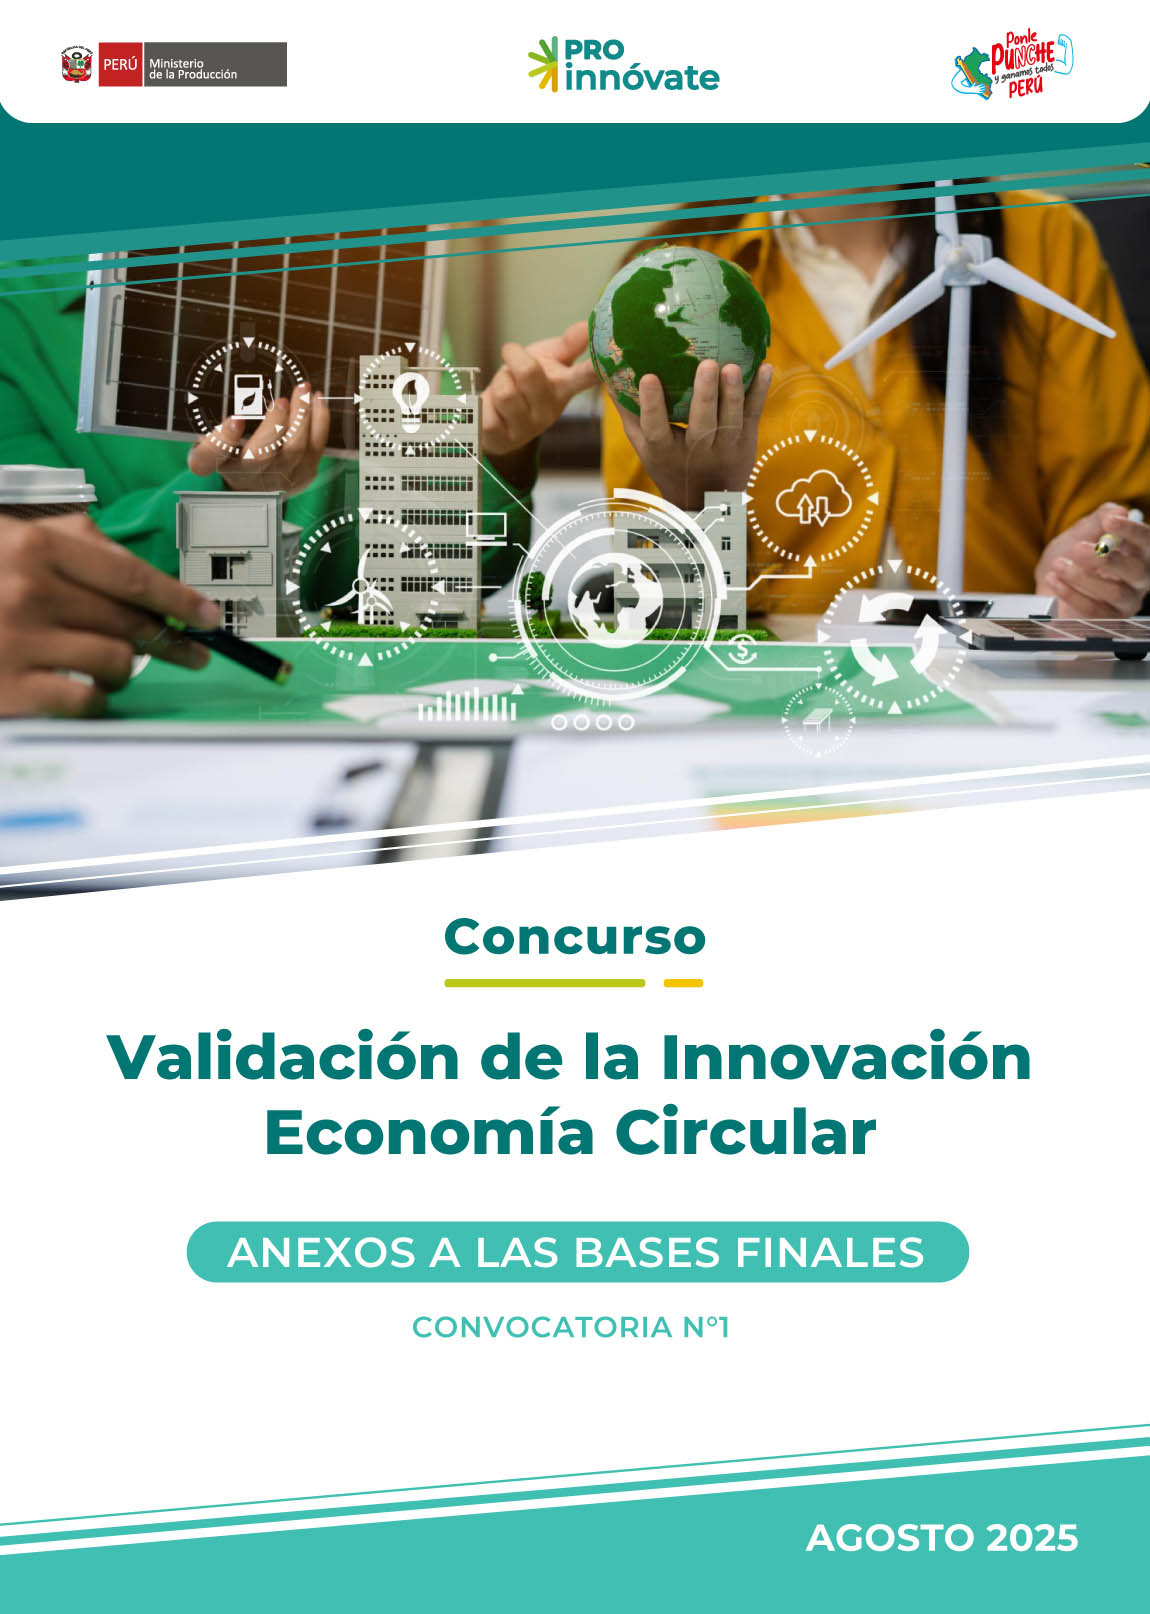 PERÚ
Ministerio
de la Producción
PRO
innóvate
Ponle
PUNCHE
y ganamos todos
PERÚ
Concurso
Validación de la Innovación
Economía Circular
ANEXOS A LAS BASES FINALES
CONVOCATORIA N°1
AGOSTO 2025